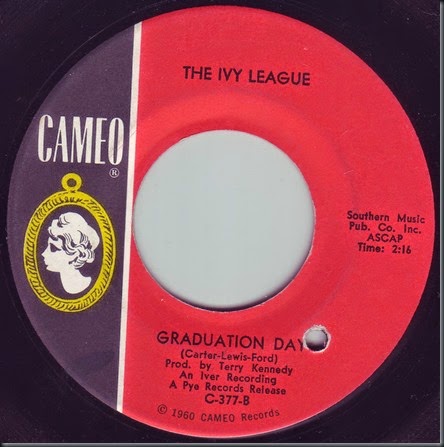 THE IVY LEAGUE
CAMEO
®
Southern Music
Pub. Co. Inc.
ASCAP
Time: 2:16
GRADUATION DAY
(Carter-Lewis-Ford)
Prod. by Terry Kennedy
An Iver Recording
A Pye Records Release
C-377-B
© 1960 CAMEO Records